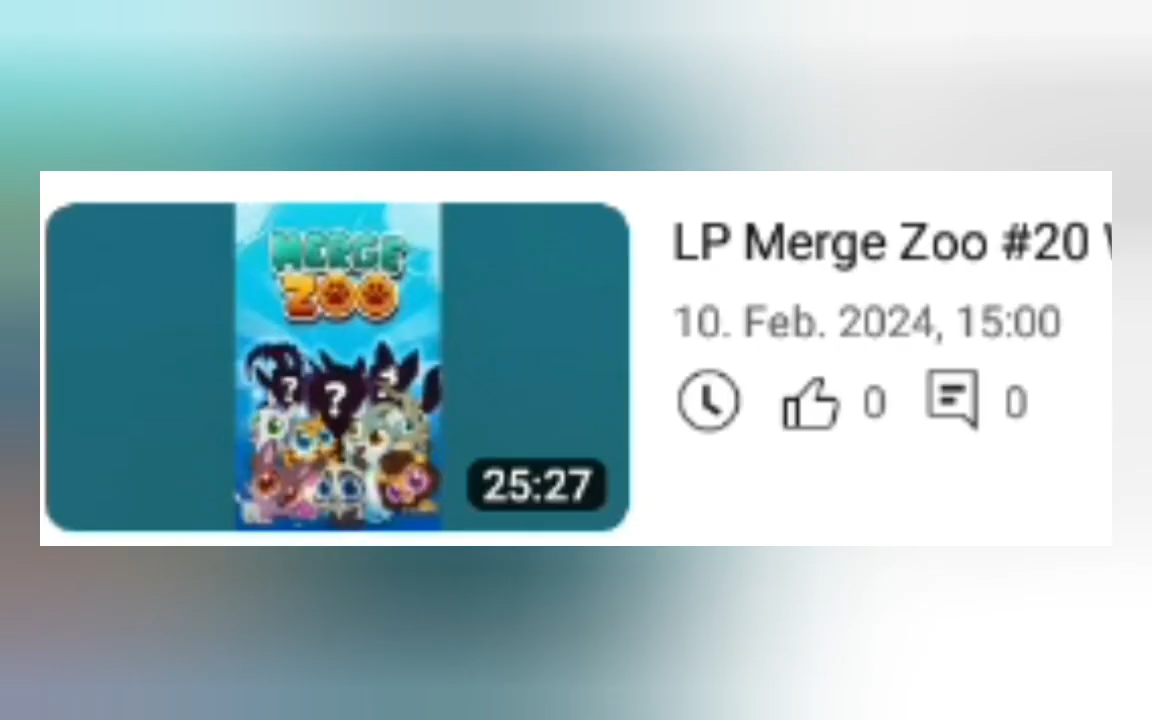 MERGE
ZOO
? ? ?
25:27
LP Merge Zoo #20
10. Feb. 2024, 15:00
0 0